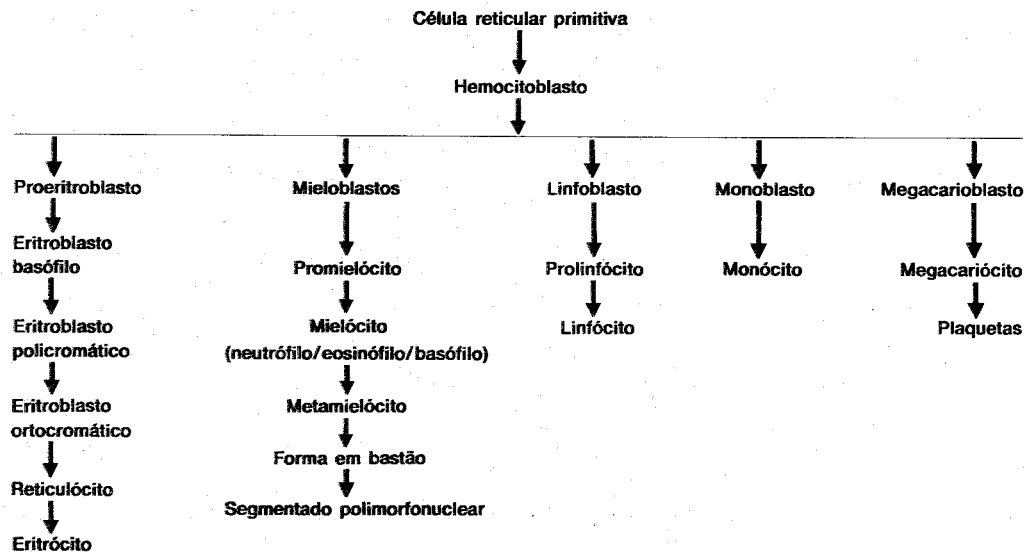 Célula reticular primitiva
Hemocitoblasto
Proeritroblasto
Eritroblasto
basófilo
Eritroblasto
policromático
Eritroblasto
ortocromático
Reticulócito
Eritrócito
Mieloblastos
Promielócito
Mielócito
(neutrófilo/eosinófilo/basófilo)
Metamielócito
Forma em bastão
Segmentado polimorfonuclear
Linfoblasto
Prolinfócito
Linfócito
Monoblasto
Monócito
Megacarioblasto
Megacariócito
Plaquetas